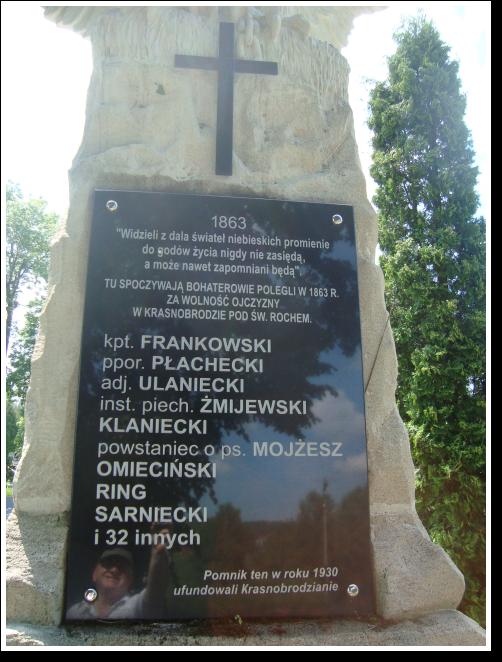 1863
"Widzieli z dala świateł niebieskich promienie
do godów życia nigdy nie zasiędą,
a może nawet zapomniani będą"
TU SPOCZYWAJĄ BOHATEROWIE POLEGLI W 1863 R.
ZA WOLNOŚĆ OJCZYZNY
W KRASNOBRODZIE POD ŚW. ROCHEM.
kpt. FRANKOWSKI
ppor. PŁACHECKI
adj. ULANIECKI
inst. piech. ŻMIJEWSKI
KLANIECKI
powstaniec o ps. MOJŻESZ
OMIECIŃSKI
RING
SARNIECKI
i 32 innych
Pomnik ten w roku 1930
ufundowali Krasnobrodzianie